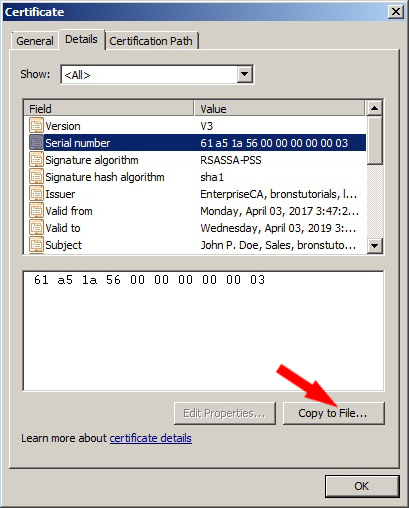 Certificate
General Details Certification Path
Show: <All>
Field Value
Version V3
Serial number 61 a5 1a 56 00 00 00 00 00 03
Signature algorithm RSASSA-PSS
Signature hash algorithm sha1
Issuer EnterpriseCA, bronstutorials, l...
Valid from Monday, April 03, 2017 3:47:2...
Valid to Wednesday, April 03, 2019 3:...
Subject John P. Doe, Sales, bronstuto...
61 a5 1a 56 00 00 00 00 00 03
Edit Properties... Copy to File...
Learn more about certificate details
OK